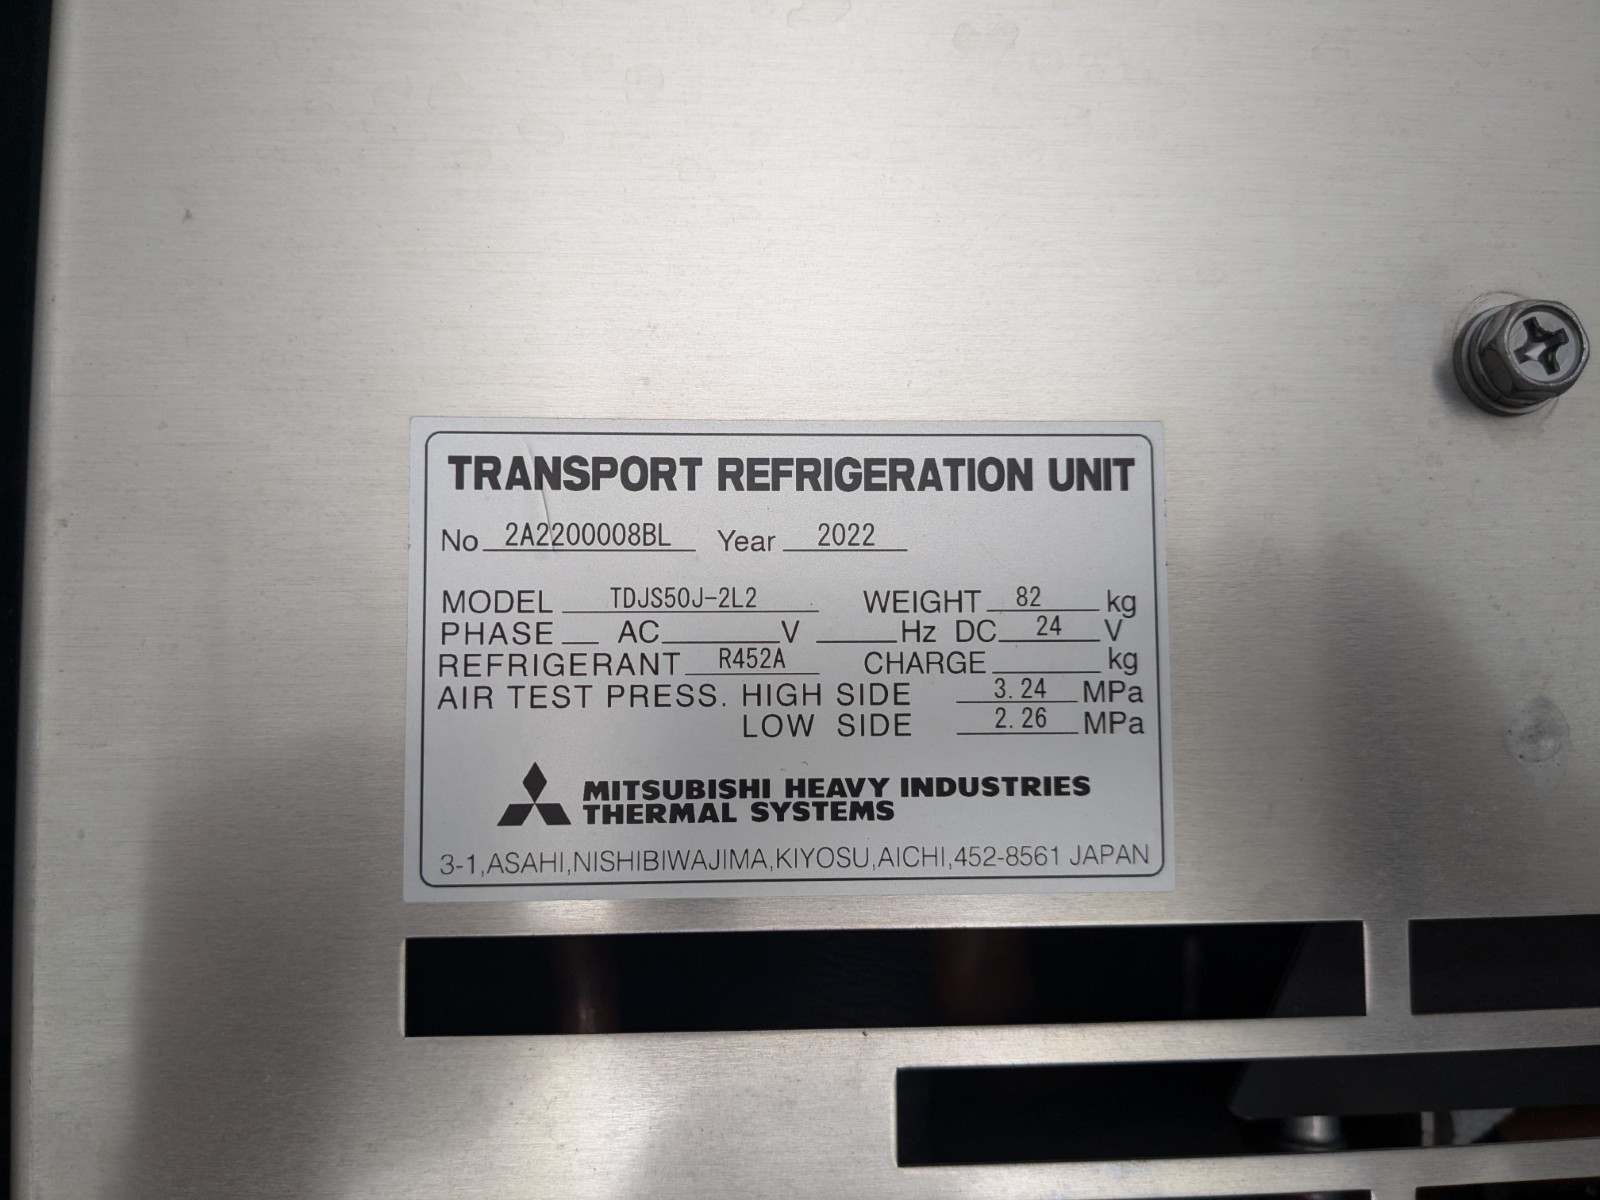 TRANSPORT REFRIGERATION UNIT
No 2A2200008BL Year 2022
MODEL TDJS50J-2L2 WEIGHT 82 kg
PHASE AC V Hz DC 24 V
REFRIGERANT R452A CHARGE kg
AIR TEST PRESS. HIGH SIDE 3.24 MPa
LOW SIDE 2.26 MPa
MITSUBISHI HEAVY INDUSTRIES
THERMAL SYSTEMS
3-1,ASAHI,NISHIBIWAJIMA,KIYOSU,AICHI,452-8561 JAPAN